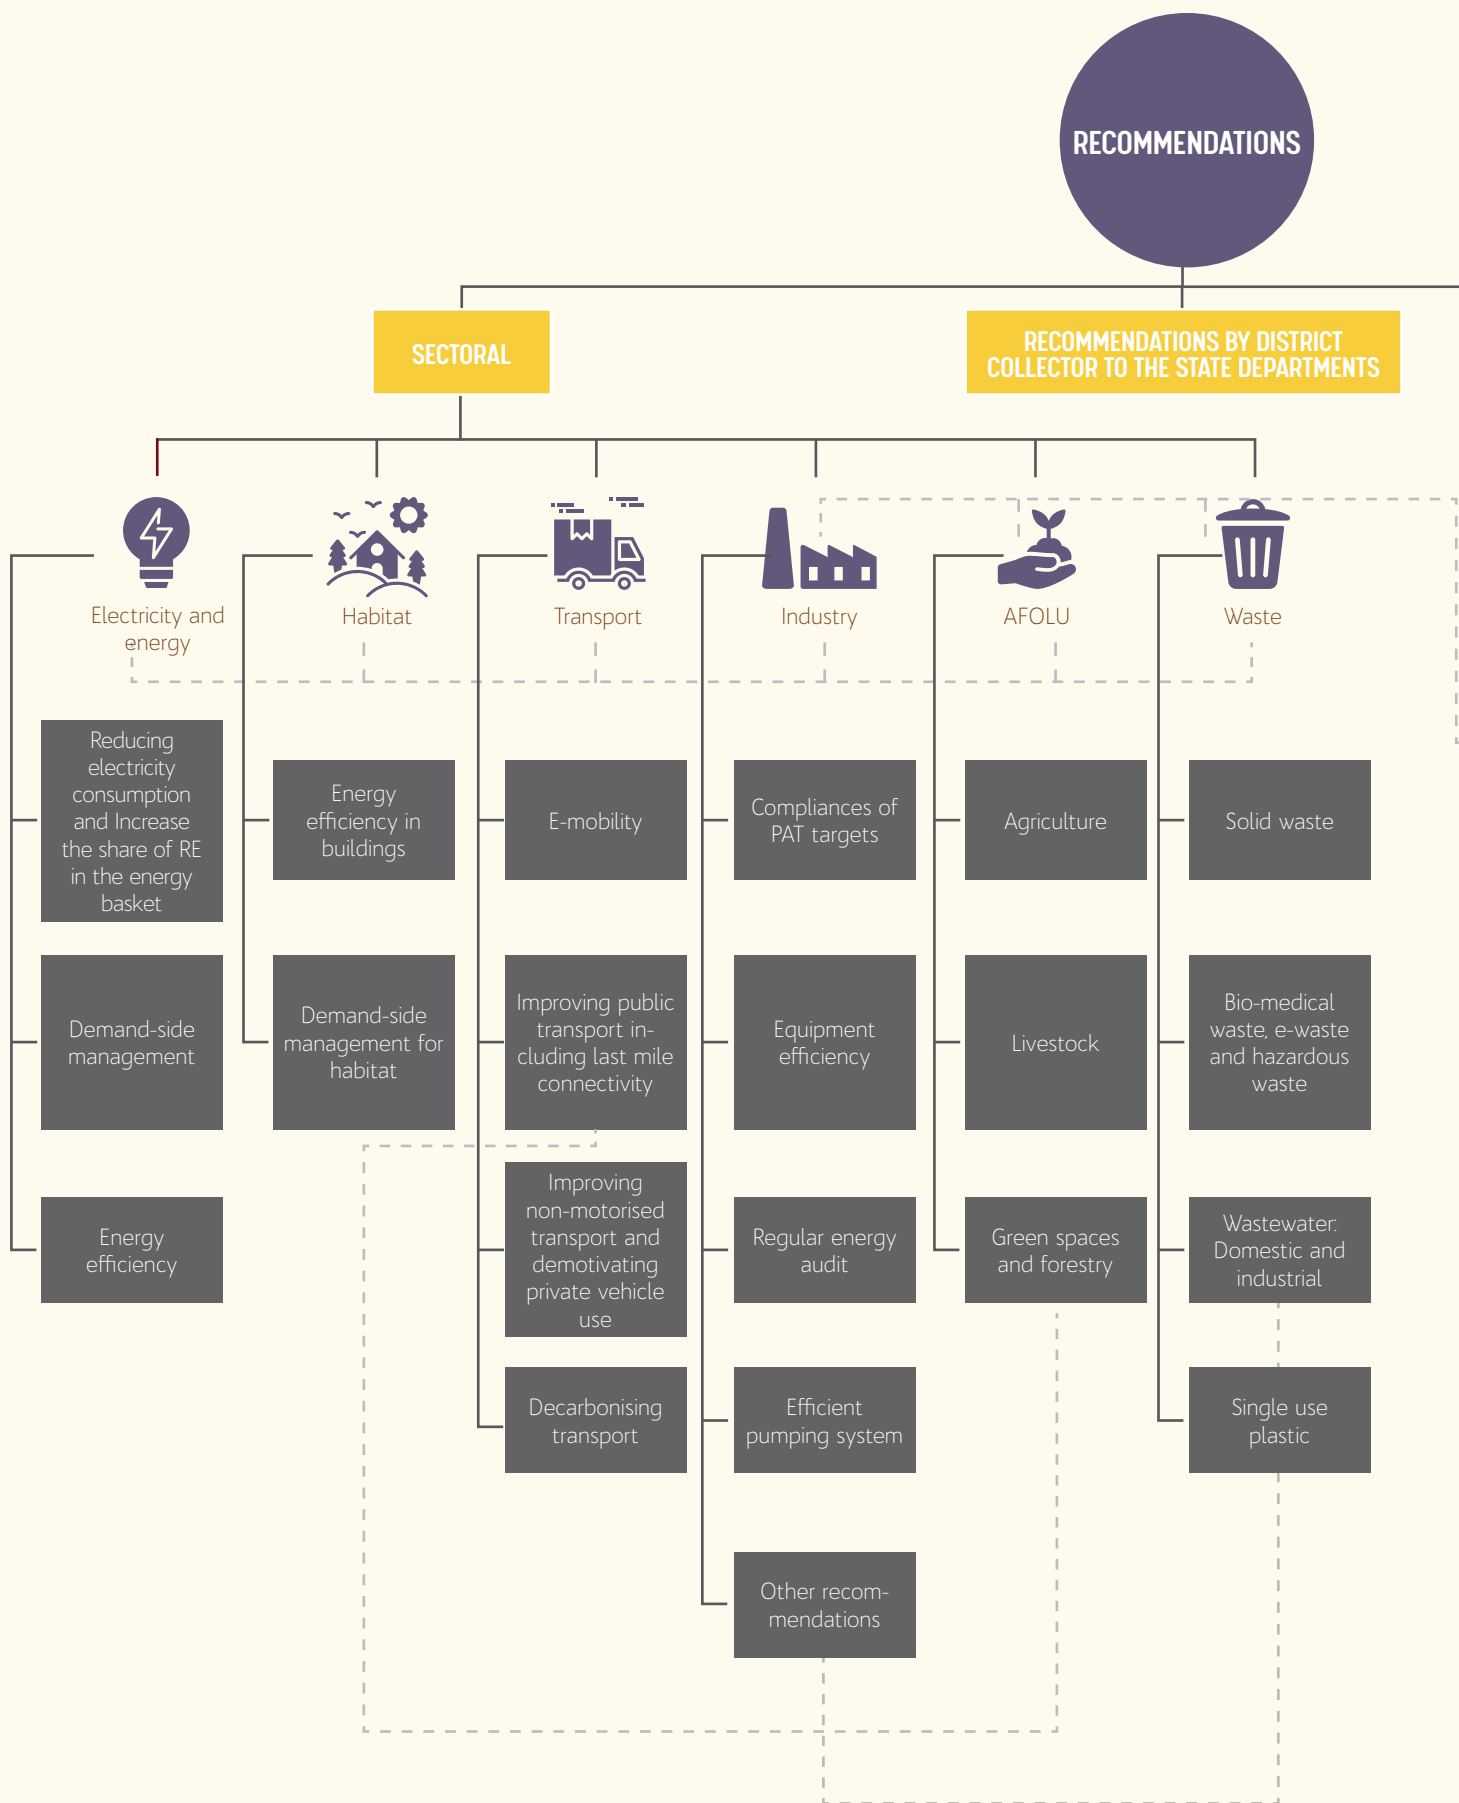 RECOMMENDATIONS
SECTORAL
RECOMMENDATIONS BY DISTRICT
COLLECTOR TO THE STATE DEPARTMENTS
Electricity and
energy
Habitat
Transport
Industry
AFOLU
Waste
Reducing
electricity
consumption
and Increase
the share of RE
in the energy
basket
Demand-side
management
Energy
efficiency
Energy
efficiency in
buildings
Demand-side
management for
habitat
E-mobility
Improving public
transport in-
cluding last mile
connectivity
Improving
non-motorised
transport and
demotivating
private vehicle
use
Decarbonising
transport
Compliances of
PAT targets
Equipment
efficiency
Regular energy
audit
Efficient
pumping system
Other recom-
mendations
Agriculture
Livestock
Green spaces
and forestry
Solid waste
Bio-medical
waste, e-waste
and hazardous
waste
Wastewater:
Domestic and
industrial
Single use
plastic